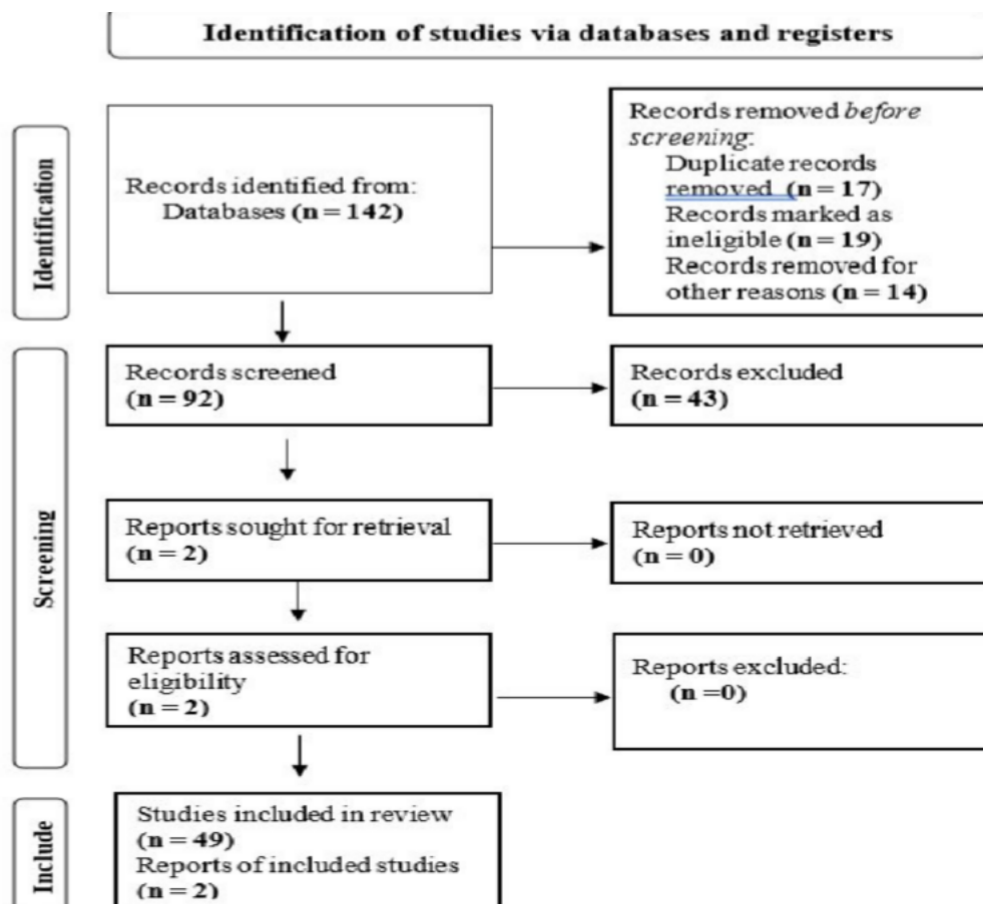 Identification of studies via databases and registers
Identification
Records identified from:
Databases (n = 142)
Records removed before
screening:
Duplicate records
removed (n = 17)
Records marked as
ineligible (n = 19)
Records removed for
other reasons (n = 14)
Screening
Records screened
(n = 92)
Records excluded
(n = 43)
Reports sought for retrieval
(n = 2)
Reports not retrieved
(n = 0)
Reports assessed for
eligibility
(n = 2)
Reports excluded:
(n =0)
Include
Studies included in review
(n = 49)
Reports of included studies
(n = 2)